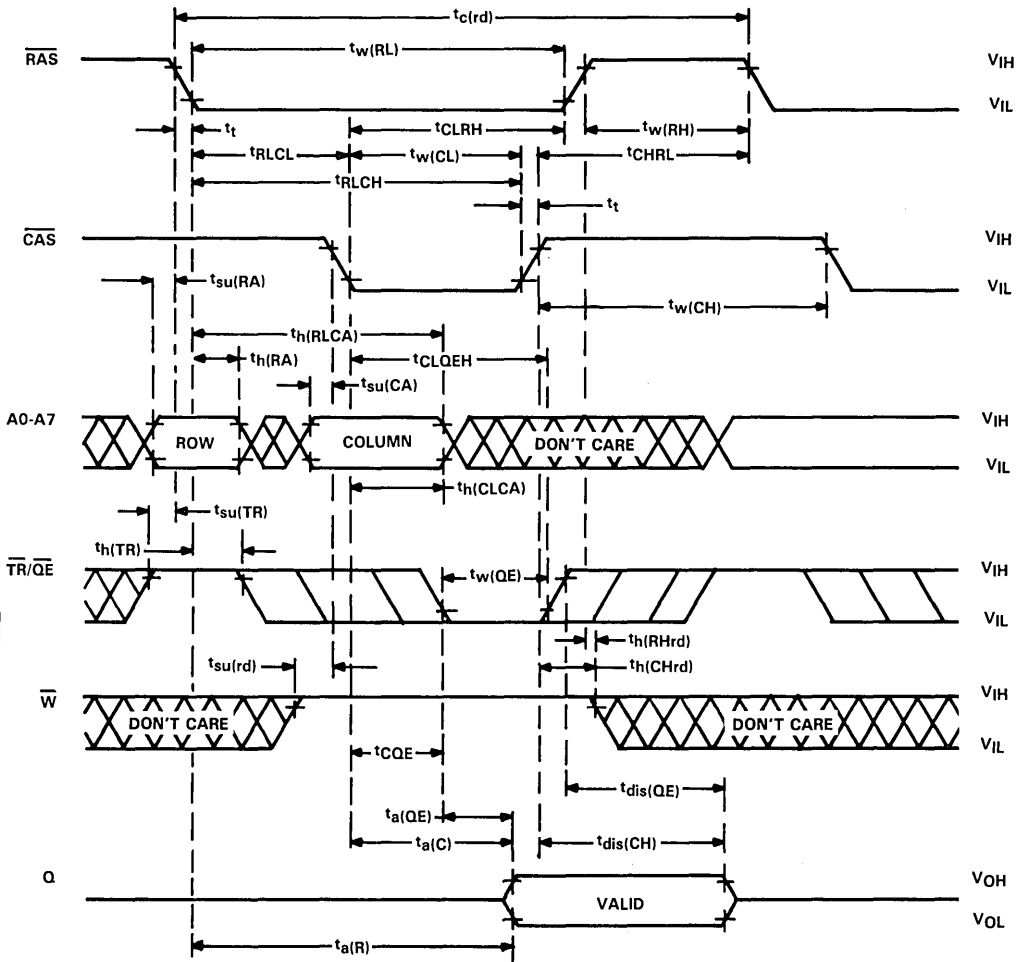 tc(rd)
tw(RL)
RAS
VIH
VIL
tt
tCLRH
tw(RH)
tRLCL
tw(CL)
tCHRL
tRLCH
tt
CAS
VIH
VIL
tsu(RA)
tw(CH)
th(RLCA)
th(RA)
tCLQEH
tsu(CA)
A0-A7
ROW
COLUMN
DON'T CARE
VIH
VIL
th(CLCA)
tsu(TR)
th(TR)
TR/QE
tw(QE)
VIH
VIL
th(RHrd)
tsu(rd)
th(CHrd)
W
DON'T CARE
DON'T CARE
VIH
VIL
tCQE
tdis(QE)
ta(QE)
ta(C)
tdis(CH)
Q
VALID
VOH
VOL
ta(R)